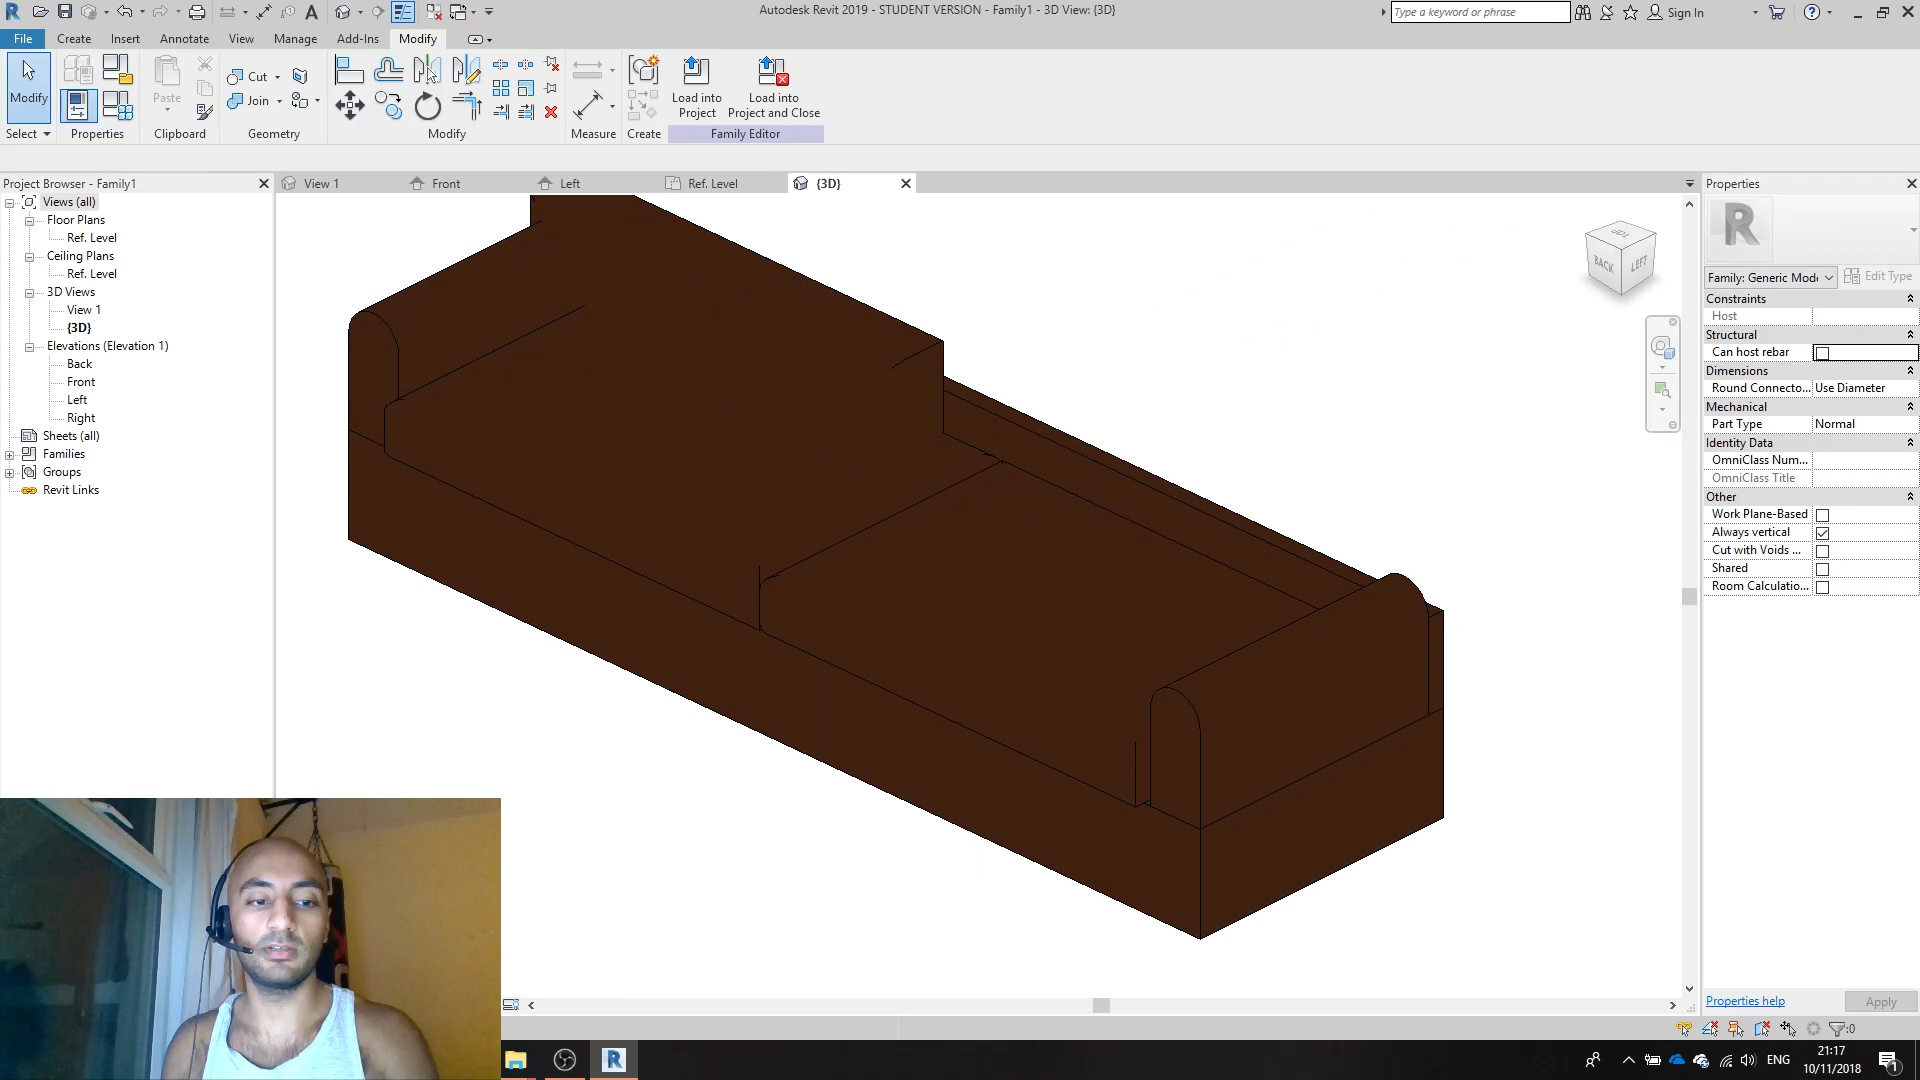 Autodesk Revit 2019 - STUDENT VERSION - Family1 - 3D View: {3D}
Type a keyword or phrase
Sign In
File Create Insert Annotate View Manage Add-Ins Modify
Modify
Paste
Cut
Join
Load into Project
Load into Project and Close
Select Properties Clipboard Geometry Modify Measure Create Family Editor
Project Browser - Family1
View 1 Front Left Ref. Level {3D}
Properties
Views (all)
Floor Plans
Ref. Level
Ceiling Plans
Ref. Level
3D Views
View 1
{3D}
Elevations (Elevation 1)
Back
Front
Left
Right
Sheets (all)
Families
Groups
Revit Links
TOP
BACK LEFT
R
Family: Generic Mode
Edit Type
Constraints
Host
Structural
Can host rebar
Dimensions
Round Connecto... Use Diameter
Mechanical
Part Type Normal
Identity Data
OmniClass Num...
OmniClass Title
Other
Work Plane-Based
Always vertical
Cut with Voids ...
Shared
Room Calculatio...
Properties help
Apply
:0
ENG
21:17
10/11/2018
1